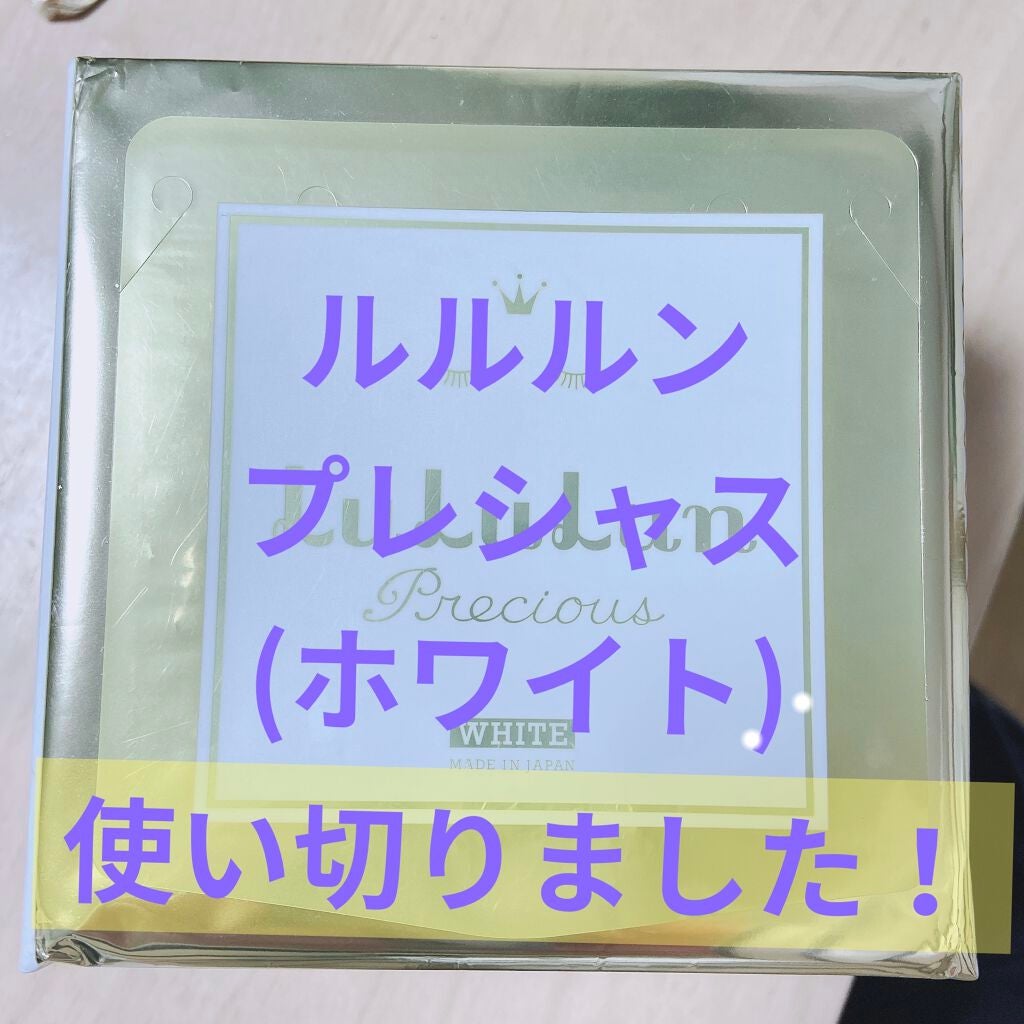 ルルルン
プレシャス
(ホワイト)
使い切りました！
LuLuLun
Precious
WHITE
MADE IN JAPAN